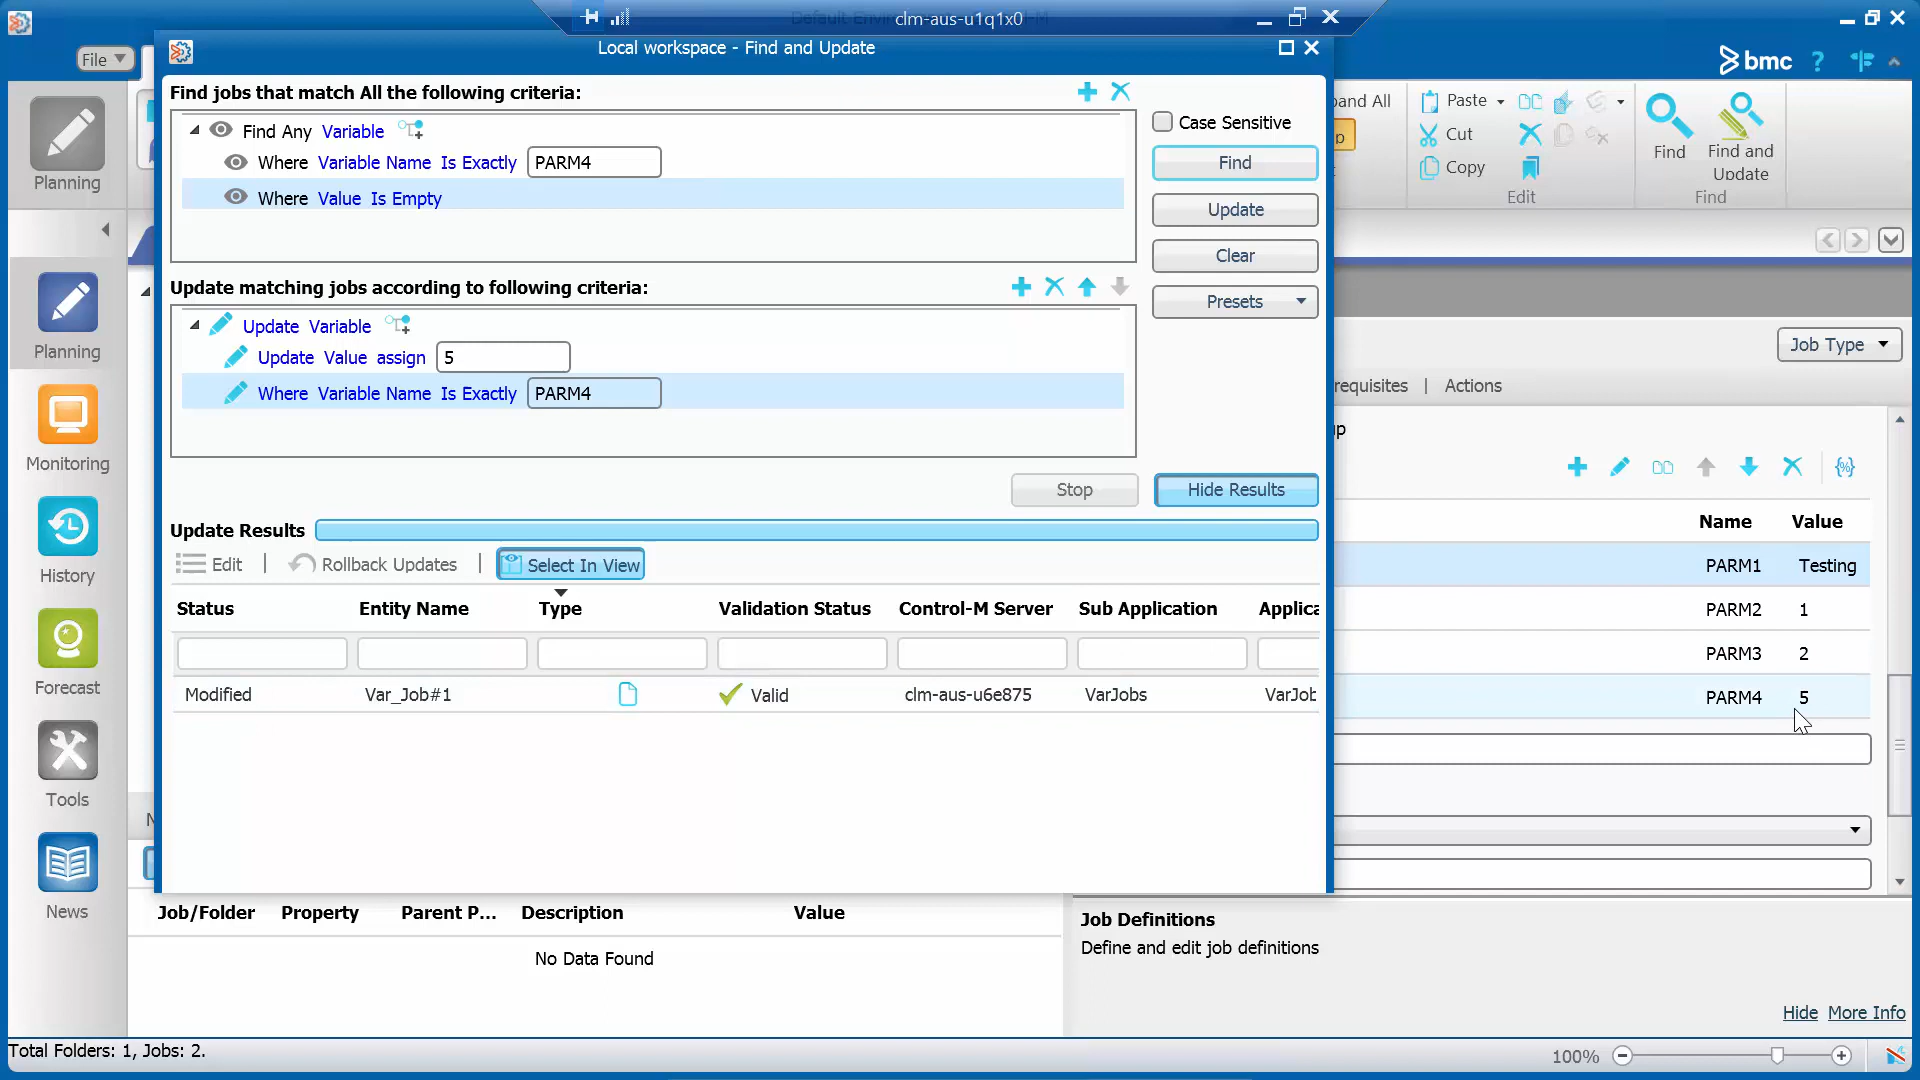 clm-aus-u1q1x0
File
Local workspace - Find and Update
bmc
?
Find jobs that match All the following criteria:
Case Sensitive
Find Any Variable
Where Variable Name Is Exactly PARM4
Where Value Is Empty
Find
Update
Clear
Presets
and All
Paste
Cut
Copy
Edit
Find
Find and Update
Find
Planning
Planning
Monitoring
History
Forecast
Tools
News
Update matching jobs according to following criteria:
Update Variable
Update Value assign 5
Where Variable Name Is Exactly PARM4
Stop
Hide Results
Job Type
requisites | Actions
up
Name Value
PARM1 Testing
PARM2 1
PARM3 2
PARM4 5
Update Results
Edit | Rollback Updates | Select In View
Status Entity Name Type Validation Status Control-M Server Sub Application Applica
Modified Var_Job#1 Valid clm-aus-u6e875 VarJobs VarJob
Job/Folder Property Parent P... Description Value
No Data Found
Job Definitions
Define and edit job definitions
Hide More Info
Total Folders: 1, Jobs: 2.
100%